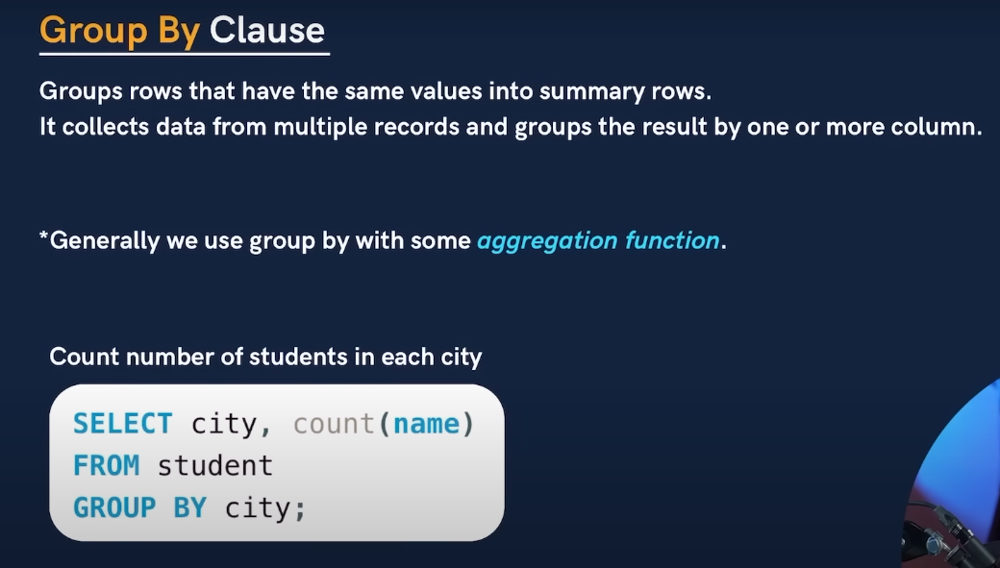 Group By Clause
Groups rows that have the same values into summary rows.
It collects data from multiple records and groups the result by one or more column.
*Generally we use group by with some aggregation function.
Count number of students in each city
SELECT city, count(name)
FROM student
GROUP BY city;